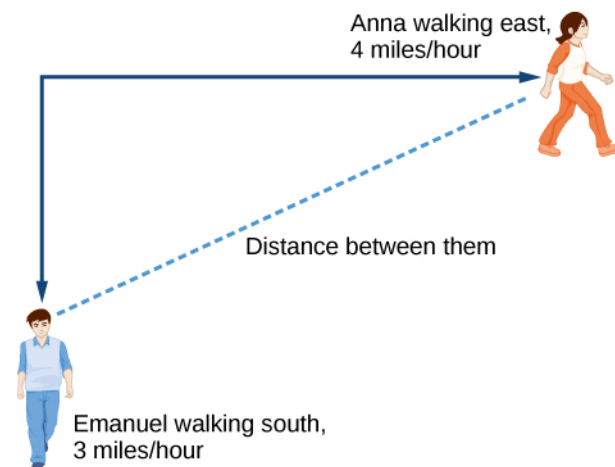 Anna walking east,
4 miles/hour
Distance between them
Emanuel walking south,
3 miles/hour